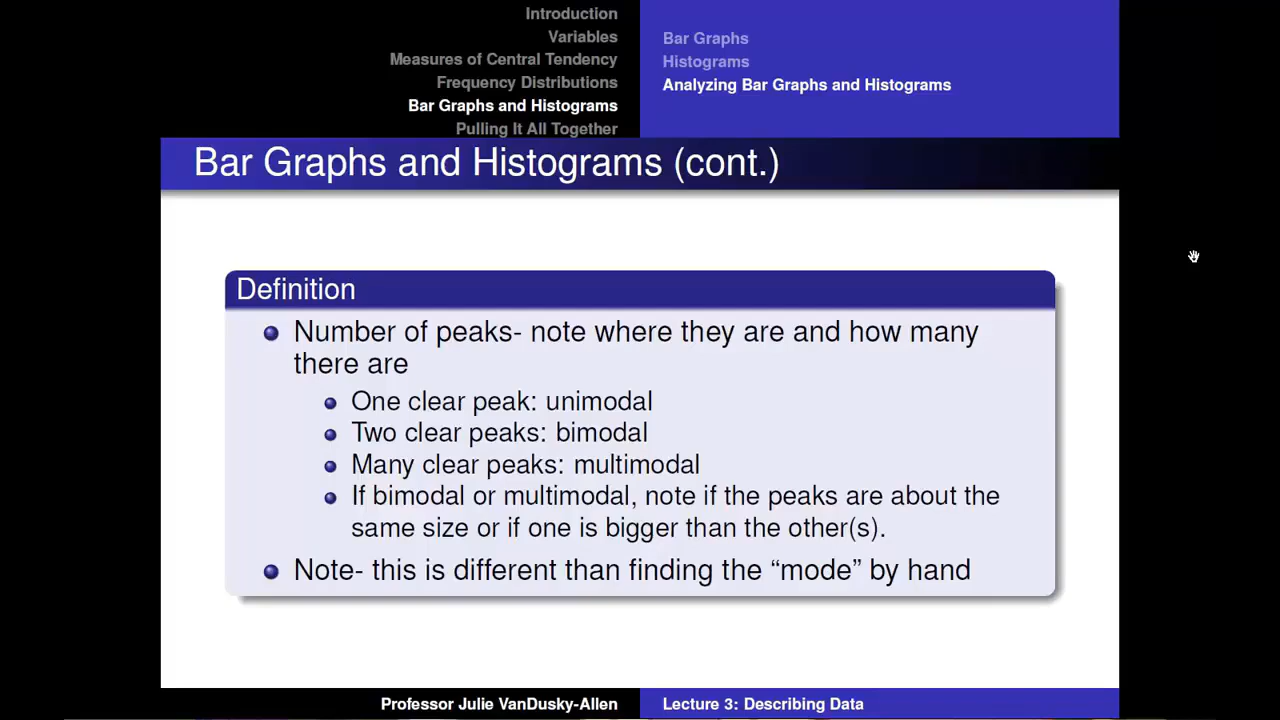 Introduction
Variables
Measures of Central Tendency
Frequency Distributions
Bar Graphs and Histograms
Pulling It All Together
Bar Graphs
Histograms
Analyzing Bar Graphs and Histograms
Bar Graphs and Histograms (cont.)
Definition
Number of peaks- note where they are and how many
there are
One clear peak: unimodal
Two clear peaks: bimodal
Many clear peaks: multimodal
If bimodal or multimodal, note if the peaks are about the
same size or if one is bigger than the other(s).
Note- this is different than finding the “mode” by hand
Professor Julie VanDusky-Allen
Lecture 3: Describing Data